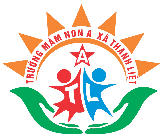 TRƯỜNG MẦM NON A XÃ THANH LIỆT